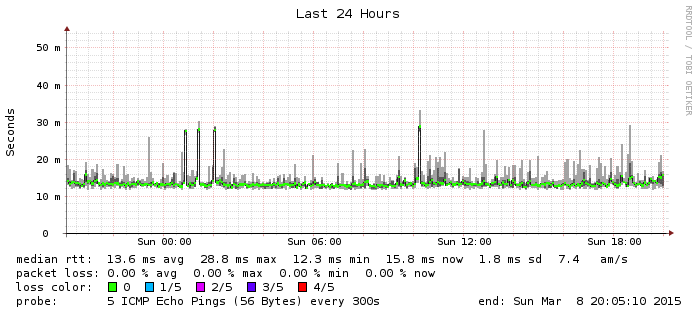 Last 24 Hours
RRDTOOL / TOBI OETIKER
Seconds
50 m
40 m
30 m
20 m
10 m
0
Sun 00:00 Sun 06:00 Sun 12:00 Sun 18:00
median rtt: 13.6 ms avg 28.8 ms max 12.3 ms min 15.8 ms now 1.8 ms sd 7.4 am/s
packet loss: 0.00 % avg 0.00 % max 0.00 % min 0.00 % now
loss color: 0 1/5 2/5 3/5 4/5
probe: 5 ICMP Echo Pings (56 Bytes) every 300s end: Sun Mar 8 20:05:10 2015